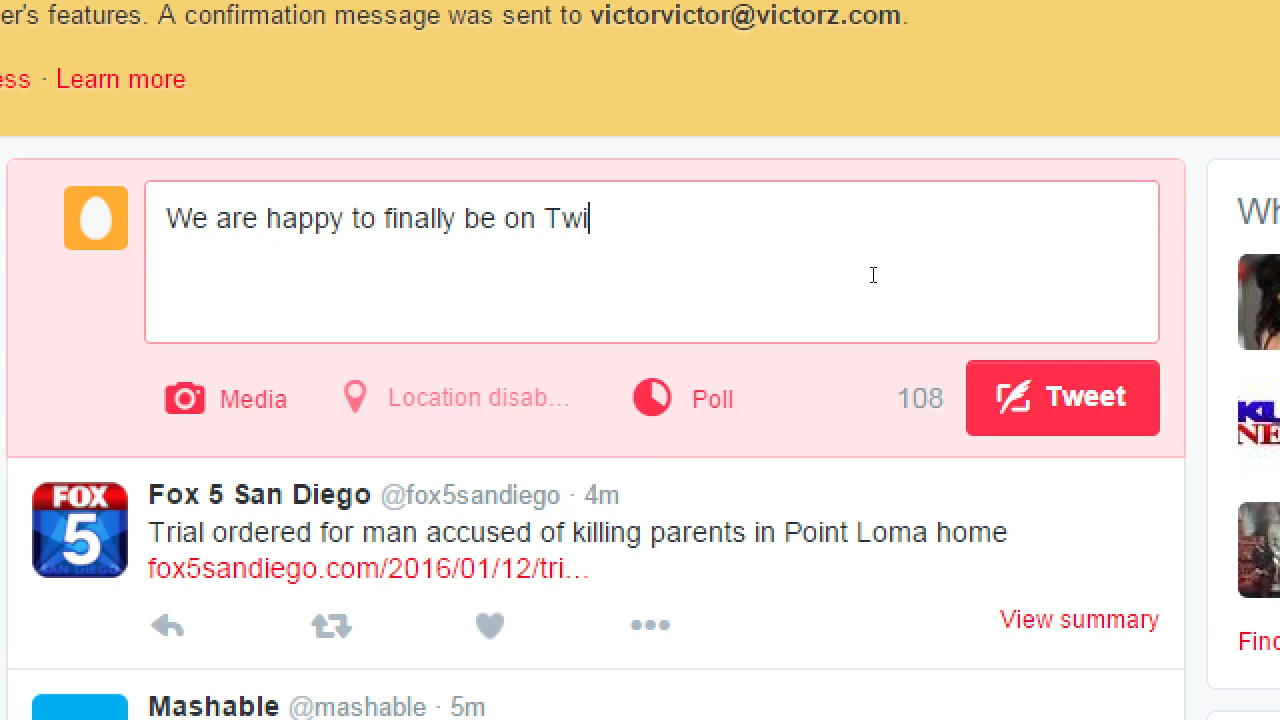 er's features. A confirmation message was sent to victorvictor@victorz.com.
ess · Learn more
We are happy to finally be on Twi
Media Location disab... Poll 108 Tweet
Wh
FOX 5 SAN DIEGO
Fox 5 San Diego @fox5sandiego · 4m
Trial ordered for man accused of killing parents in Point Loma home
fox5sandiego.com/2016/01/12/tri...
View summary
NE
Find
Mashable @mashable · 5m